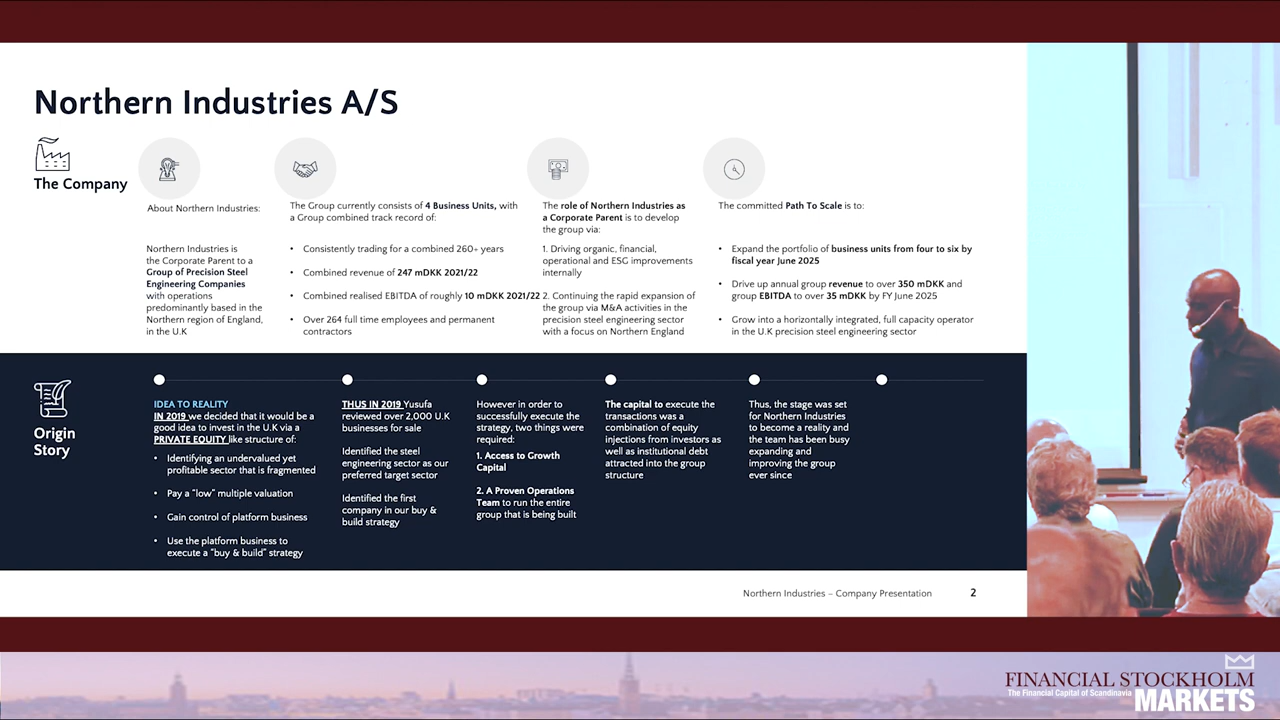 Northern Industries A/S
The Company
About Northern Industries:
Northern Industries is
the Corporate Parent to a
Group of Precision Steel
Engineering Companies
with operations
predominantly based in the
Northern region of England,
in the U.K
The Group currently consists of 4 Business Units, with
a Group combined track record of:
• Consistently trading for a combined 260+ years
• Combined revenue of 247 mDKK 2021/22
• Combined realised EBITDA of roughly 10 mDKK 2021/22
• Over 264 full time employees and permanent
contractors
The role of Northern Industries as
a Corporate Parent is to develop
the group via:
1. Driving organic, financial,
operational and ESG improvements
internally
2. Continuing the rapid expansion of
the group via M&A activities in the
precision steel engineering sector
with a focus on Northern England
The committed Path To Scale is to:
• Expand the portfolio of business units from four to six by
fiscal year June 2025
• Drive up annual group revenue to over 350 mDKK and
group EBITDA to over 35 mDKK by FY June 2025
• Grow into a horizontally integrated, full capacity operator
in the U.K precision steel engineering sector
Origin
Story
IDEA TO REALITY
IN 2019 we decided that it would be a
good idea to invest in the U.K via a
PRIVATE EQUITY like structure of:
• Identifying an undervalued yet
profitable sector that is fragmented
• Pay a "low" multiple valuation
• Gain control of platform business
• Use the platform business to
execute a "buy & build" strategy
THUS IN 2019 Yusufa
reviewed over 2,000 U.K
businesses for sale
Identified the steel
engineering sector as our
preferred target sector
Identified the first
company in our buy &
build strategy
However in order to
successfully execute the
strategy, two things were
required:
1. Access to Growth
Capital
2. A Proven Operations
Team to run the entire
group that is being built
The capital to execute the
transactions was a
combination of equity
injections from investors as
well as institutional debt
attracted into the group
structure
Thus, the stage was set
for Northern Industries
to become a reality and
the team has been busy
expanding and
improving the group
ever since
Northern Industries – Company Presentation 2
FINANCIAL STOCKHOLM
The Financial Capital of Scandinavia
MARKETS